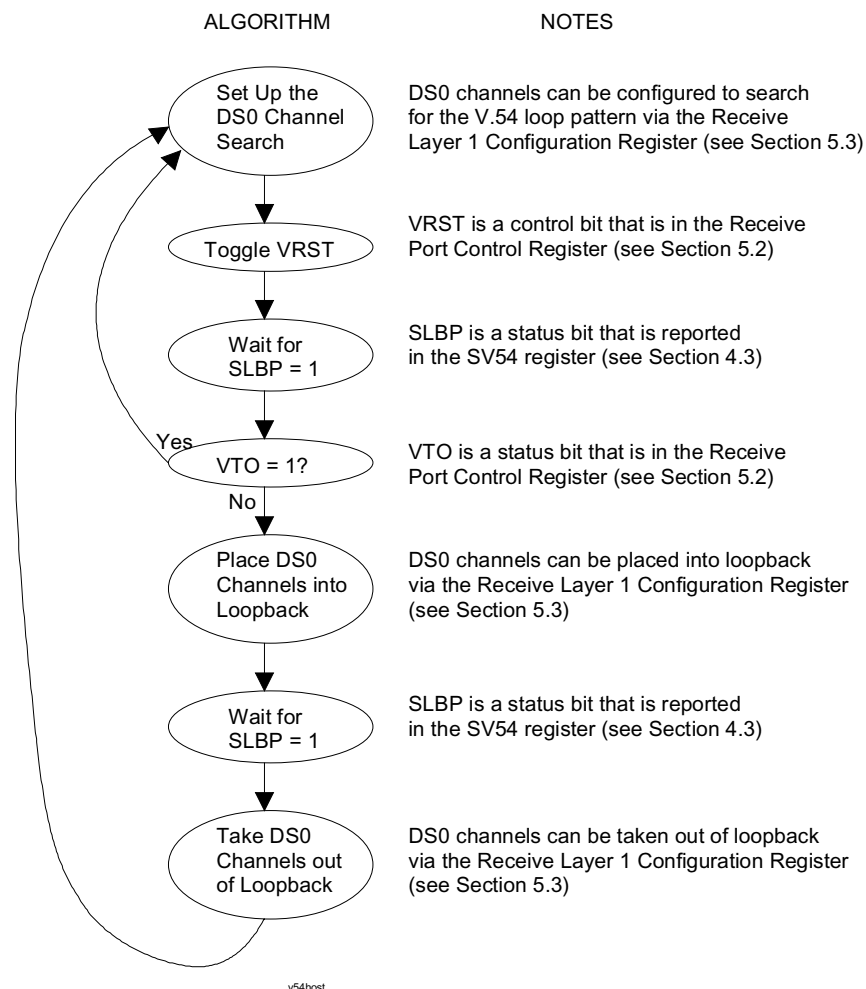 ALGORITHM NOTES
Set Up the
DS0 Channel
Search
DS0 channels can be configured to search
for the V.54 loop pattern via the Receive
Layer 1 Configuration Register (see Section 5.3)
Toggle VRST
VRST is a control bit that is in the Receive
Port Control Register (see Section 5.2)
Wait for
SLBP = 1
SLBP is a status bit that is reported
in the SV54 register (see Section 4.3)
Yes
VTO = 1?
VTO is a status bit that is in the Receive
Port Control Register (see Section 5.2)
No
Place DS0
Channels into
Loopback
DS0 channels can be placed into loopback
via the Receive Layer 1 Configuration Register
(see Section 5.3)
Wait for
SLBP = 1
SLBP is a status bit that is reported
in the SV54 register (see Section 4.3)
Take DS0
Channels out
of Loopback
DS0 channels can be taken out of loopback
via the Receive Layer 1 Configuration Register
(see Section 5.3)
v54host